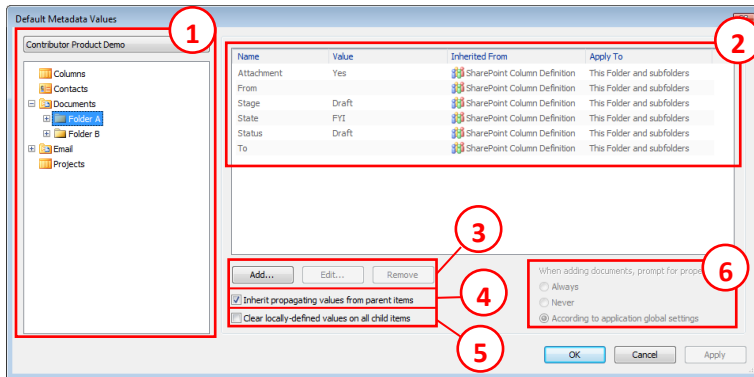 Default Metadata Values
1
Contributor Product Demo
Columns
Contacts
Documents
Folder A
Folder B
Email
Projects
2
Name Value Inherited From Apply To
Attachment Yes SharePoint Column Definition This Folder and subfolders
From SharePoint Column Definition This Folder and subfolders
Stage Draft SharePoint Column Definition This Folder and subfolders
State FYI SharePoint Column Definition This Folder and subfolders
Status Draft SharePoint Column Definition This Folder and subfolders
To SharePoint Column Definition This Folder and subfolders
3
Add... Edit... Remove
4
Inherit propagating values from parent items
Clear locally-defined values on all child items
5
6
When adding documents, prompt for
Always
Never
According to application global settings
OK Cancel Apply